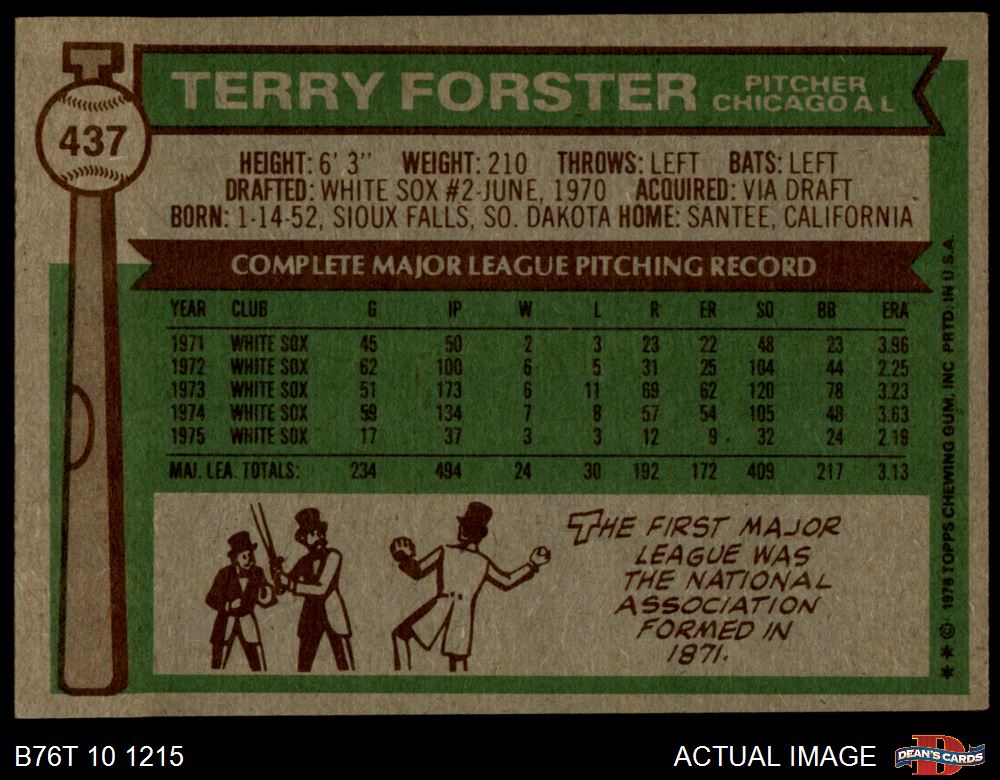 437
TERRY FORSTER
PITCHER
CHICAGO A L
HEIGHT: 6' 3" WEIGHT: 210 THROWS: LEFT BATS: LEFT
DRAFTED: WHITE SOX #2-JUNE, 1970 ACQUIRED: VIA DRAFT
BORN: 1-14-52, SIOUX FALLS, SO. DAKOTA HOME: SANTEE, CALIFORNIA
COMPLETE MAJOR LEAGUE PITCHING RECORD
YEAR CLUB G IP W L R ER SO BB ERA
1971 WHITE SOX 45 50 2 3 23 22 48 23 3.96
1972 WHITE SOX 62 100 6 5 31 25 104 44 2.25
1973 WHITE SOX 51 173 6 11 69 62 120 78 3.23
1974 WHITE SOX 59 134 7 8 57 54 105 48 3.63
1975 WHITE SOX 17 37 3 3 12 9 32 24 2.19
MAJ. LEA. TOTALS: 234 494 24 30 192 172 409 217 3.13
THE FIRST MAJOR
LEAGUE WAS
THE NATIONAL
ASSOCIATION
FORMED IN
1871.
* * © 1976 TOPPS CHEWING GUM, INC. PRTD. IN U.S.A.
B76T 10 1215
ACTUAL IMAGE
D
DEAN'S CARDS